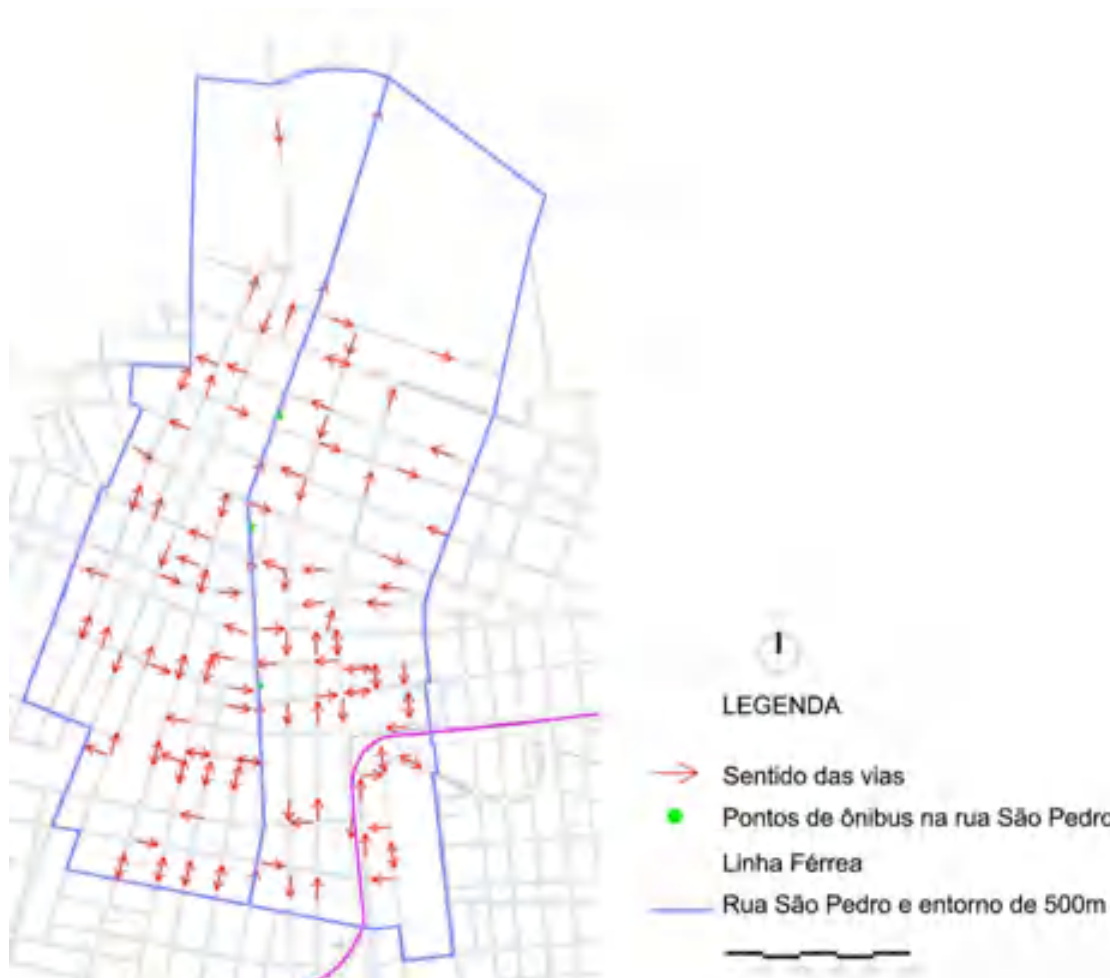 LEGENDA
Sentido das vias
Pontos de ônibus na rua São Pedro
Linha Férrea
Rua São Pedro e entorno de 500m